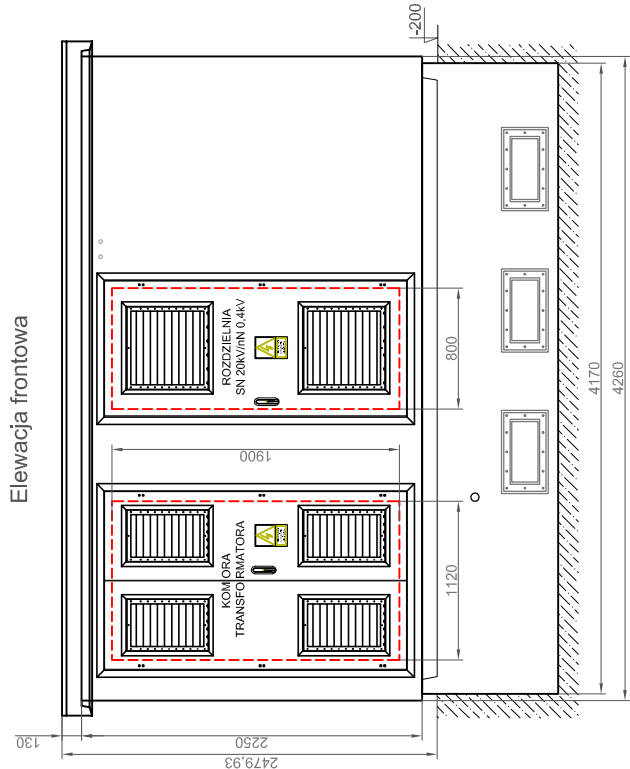 Elewacja frontowa
-200
ROZDZIELNIA
SN 20kV/nN 0,4kV
KOMORA
TRANSFORMATORA
800
1900
1120
4170
4260
130
2250
2479,93